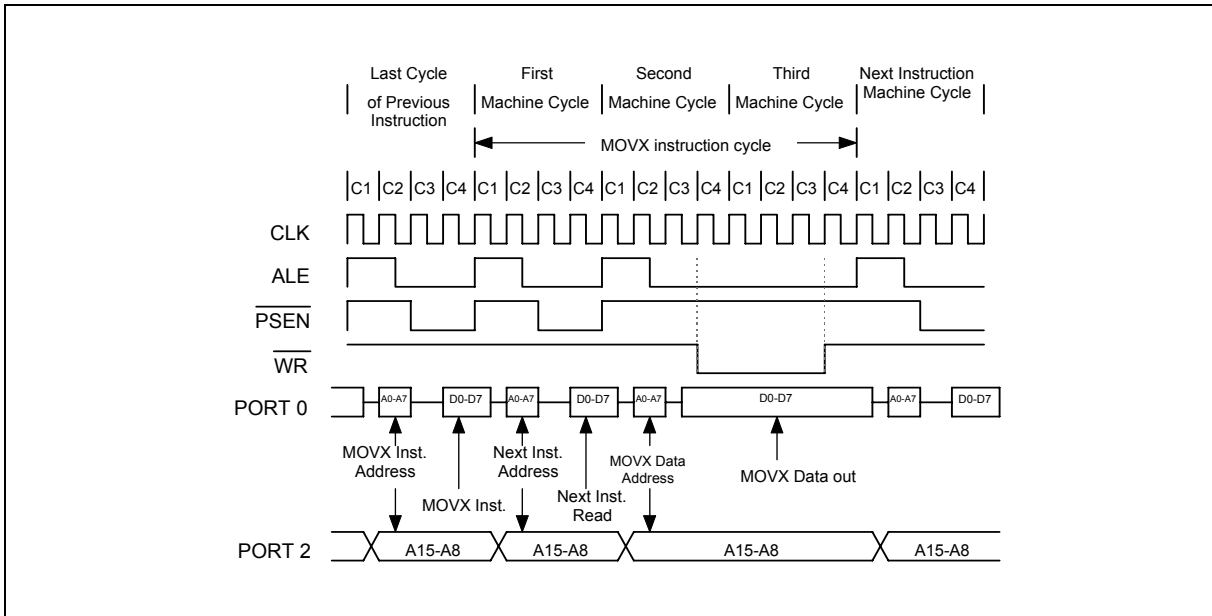 Last Cycle
of Previous
Instruction
First
Machine Cycle
Second
Machine Cycle
Third
Machine Cycle
Next Instruction
Machine Cycle
MOVX instruction cycle
C1 C2 C3 C4 C1 C2 C3 C4 C1 C2 C3 C4 C1 C2 C3 C4 C1 C2 C3 C4
CLK
ALE
PSEN
WR
PORT 0
A0-A7 D0-D7 A0-A7 D0-D7 A0-A7 D0-D7 A0-A7 D0-D7
MOVX Inst.
Address
MOVX Inst.
Next Inst.
Address
Next Inst.
Read
MOVX Data
Address
MOVX Data out
PORT 2
A15-A8 A15-A8 A15-A8 A15-A8